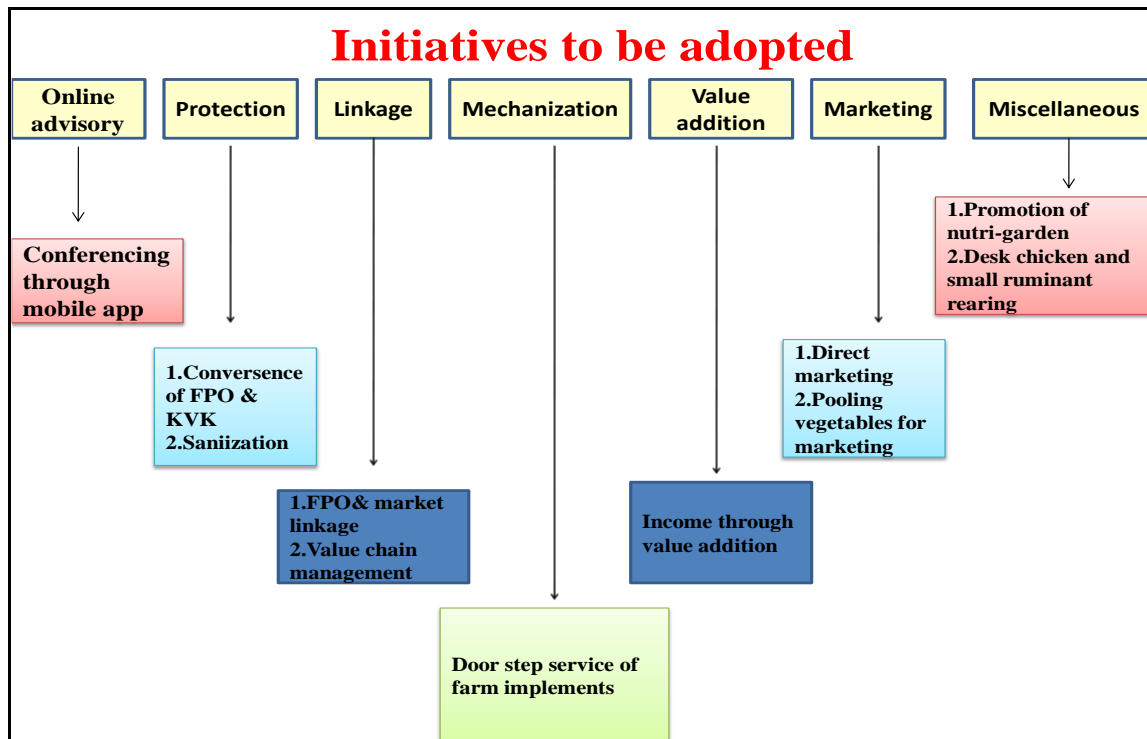 Initiatives to be adopted
Online
advisory
Protection
Linkage
Mechanization
Value
addition
Marketing
Miscellaneous
Conferencing
through
mobile app
1.Conversence
of FPO &
KVK
2.Saniization
1.FPO& market
linkage
2.Value chain
management
Door step service of
farm implements
Income through
value addition
1.Direct
marketing
2.Pooling
vegetables for
marketing
1.Promotion of
nutri-garden
2.Desk chicken and
small ruminant
rearing